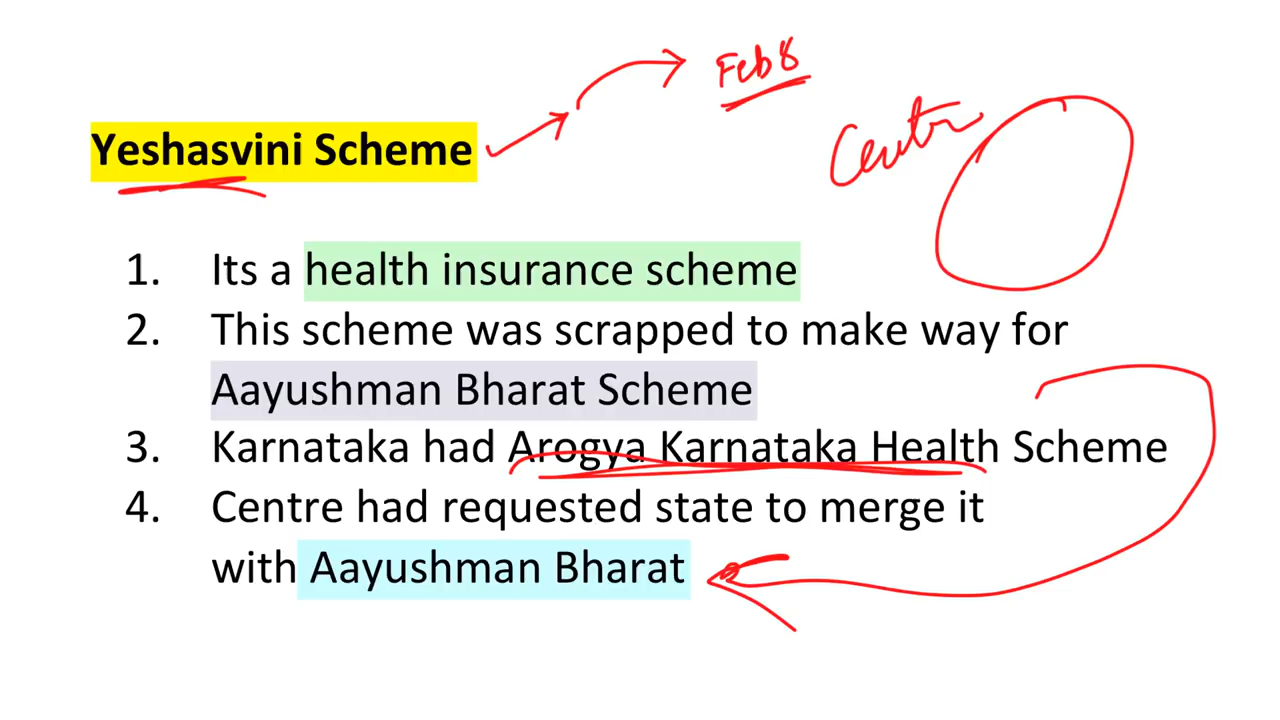 Feb 8
Centr
Yeshasvini Scheme
1. Its a health insurance scheme
2. This scheme was scrapped to make way for
Aayushman Bharat Scheme
3. Karnataka had Arogya Karnataka Health Scheme
4. Centre had requested state to merge it
with Aayushman Bharat